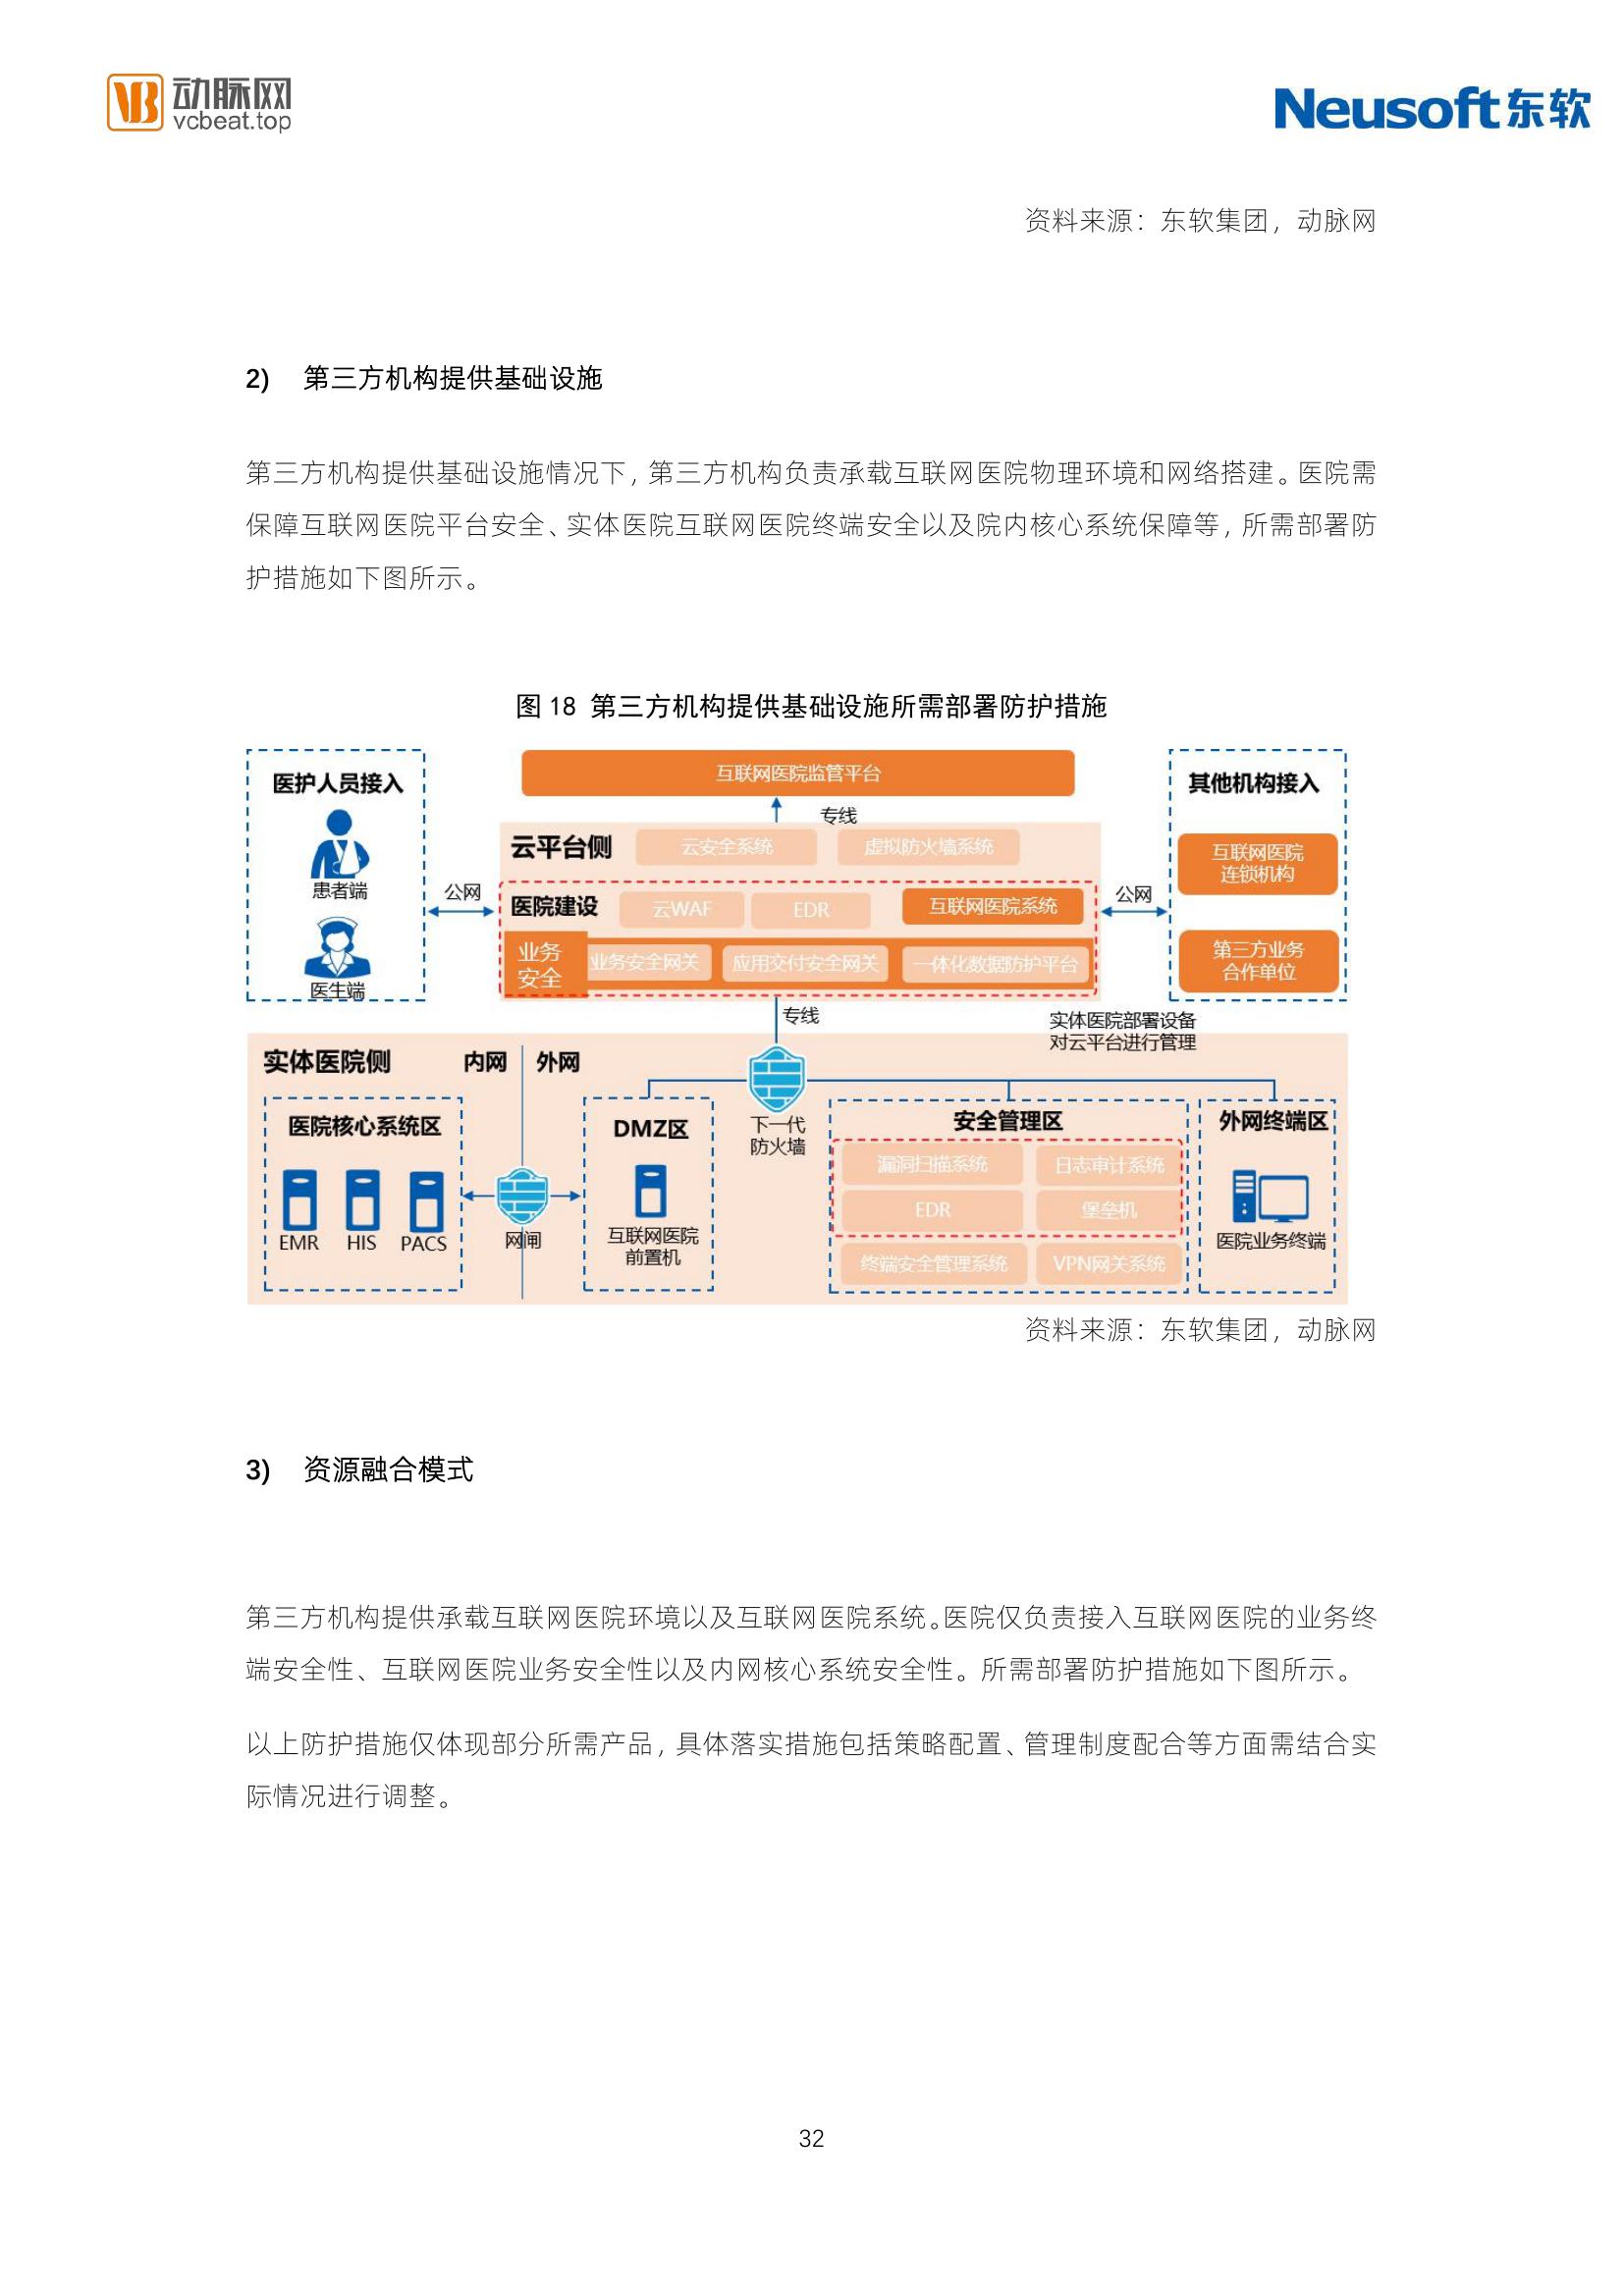 动脉网
vcbeat.top
Neusoft东软
资料来源：东软集团，动脉网
2) 第三方机构提供基础设施
第三方机构提供基础设施情况下，第三方机构负责承载互联网医院物理环境和网络搭建。医院需
保障互联网医院平台安全、实体医院互联网医院终端安全以及院内核心系统保障等，所需部署防
护措施如下图所示。
图 18 第三方机构提供基础设施所需部署防护措施
医护人员接入
患者端
医生端
公网
互联网医院监管平台
专线
云平台侧
云安全系统
虚拟防火墙系统
医院建设
云WAF
EDR
互联网医院系统
业务
安全
业务安全网关
应用交付安全网关
一体化数据防护平台
公网
其他机构接入
互联网医院
连锁机构
第三方业务
合作单位
专线
实体医院部署设备
对云平台进行管理
实体医院侧
内网
外网
医院核心系统区
EMR
HIS
PACS
网闸
DMZ区
互联网医院
前置机
下一代
防火墙
安全管理区
漏洞扫描系统
日志审计系统
EDR
堡垒机
终端安全管理系统
VPN网关系统
外网终端区
医院业务终端
资料来源：东软集团，动脉网
3) 资源融合模式
第三方机构提供承载互联网医院环境以及互联网医院系统。医院仅负责接入互联网医院的业务终
端安全性、互联网医院业务安全性以及内网核心系统安全性。所需部署防护措施如下图所示。
以上防护措施仅体现部分所需产品，具体落实措施包括策略配置、管理制度配合等方面需结合实
际情况进行调整。
32